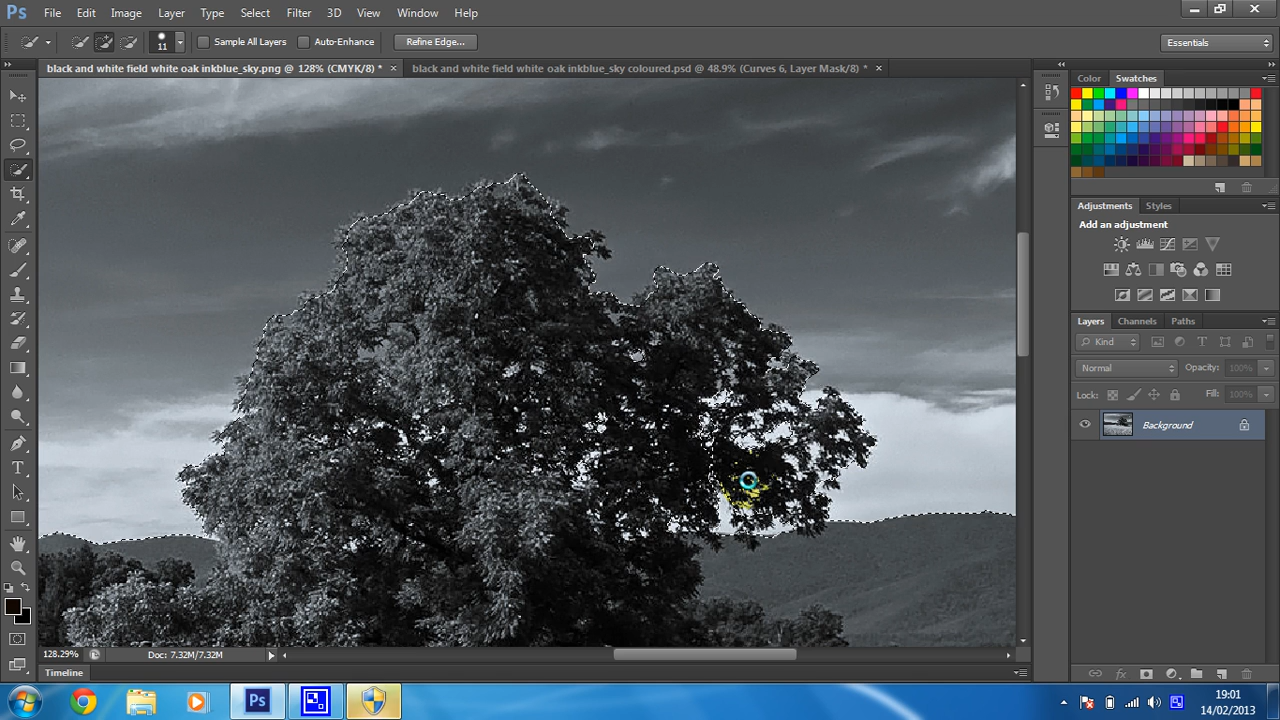 Ps File Edit Image Layer Type Select Filter 3D View Window Help
11 Sample All Layers Auto-Enhance Refine Edge... Essentials
black and white field white oak inkblue_sky.png @ 128% (CMYK/8) * × black and white field white oak inkblue_sky coloured.psd @ 48.9% (Curves 6, Layer Mask/8) * ×
Color Swatches
Adjustments Styles
Add an adjustment
Layers Channels Paths
Kind
Normal Opacity: 100%
Lock: Fill: 100%
Background
128.29% Doc: 7.32M/7.32M
Timeline
Ps
19:01
14/02/2013